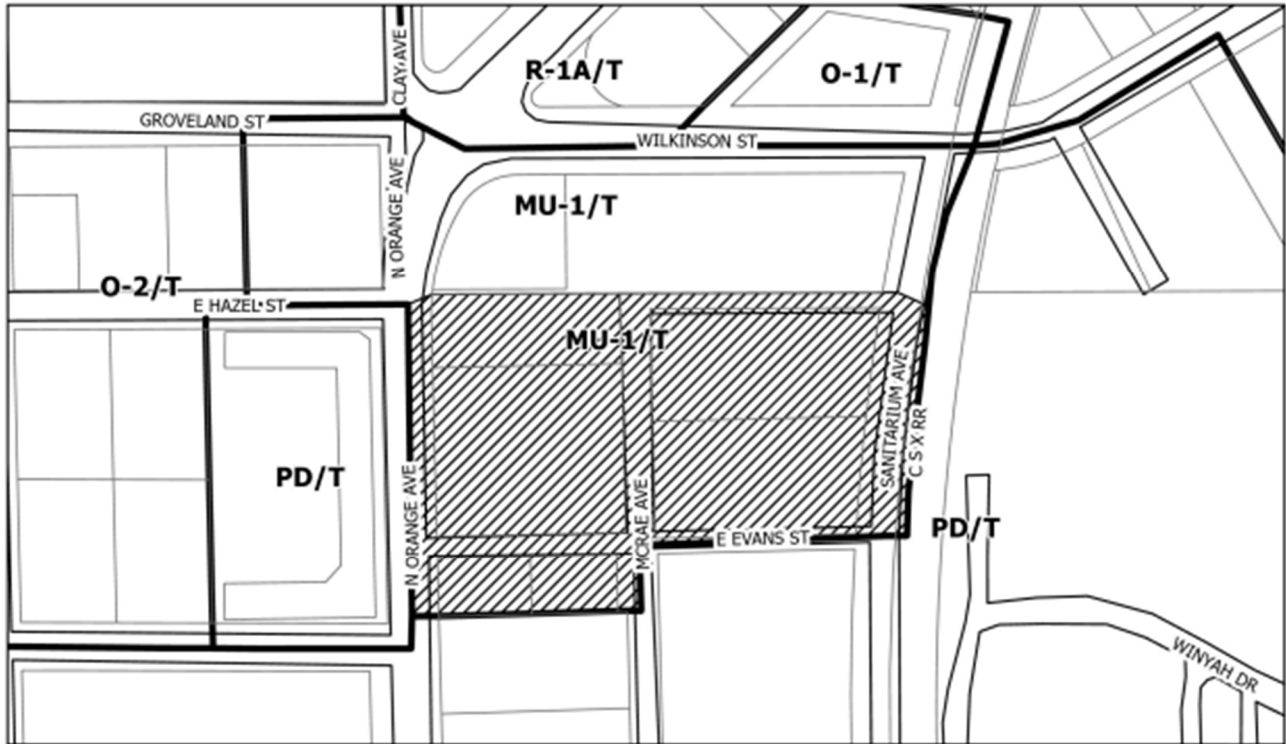 CLAY AVE
R-1A/T
O-1/T
GROVELAND ST
WILKINSON ST
N ORANGE AVE
MU-1/T
O-2/T
E HAZEL ST
MU-1/T
SANITARIUM AVE
C S X RR
PD/T
N ORANGE AVE
MCRAE AVE
E EVANS ST
PD/T
WINYAH DR